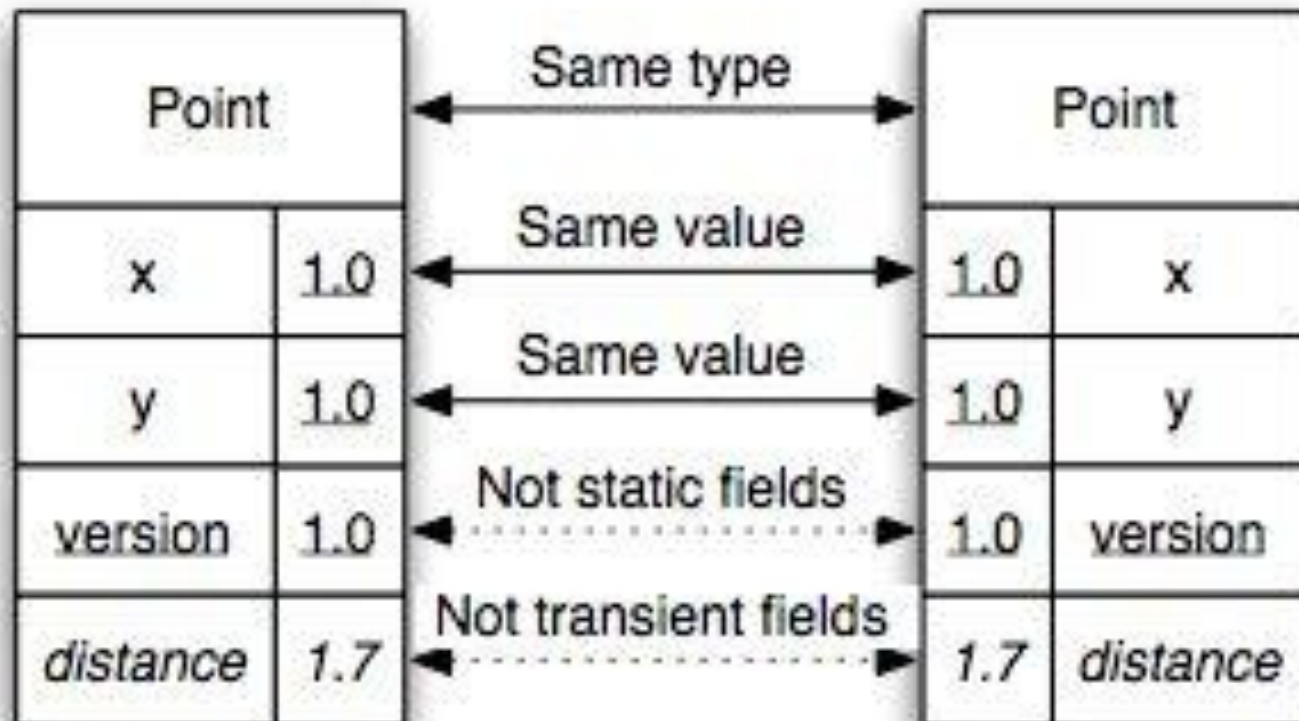 Point Same type Point
x 1.0 Same value 1.0 x
y 1.0 Same value 1.0 y
version 1.0 Not static fields 1.0 version
distance 1.7 Not transient fields 1.7 distance